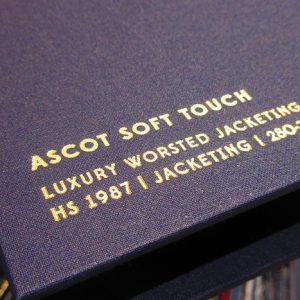 ASCOT SOFT TOUCH
LUXURY WORSTED JACKETING
HS 1987 | JACKETING | 280-